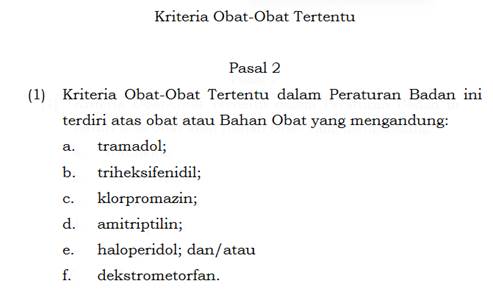 Kriteria Obat-Obat Tertentu
Pasal 2
(1) Kriteria Obat-Obat Tertentu dalam Peraturan Badan ini
terdiri atas obat atau Bahan Obat yang mengandung:
a. tramadol;
b. triheksifenidil;
c. klorpromazin;
d. amitriptilin;
e. haloperidol; dan/atau
f. dekstrometorfan.